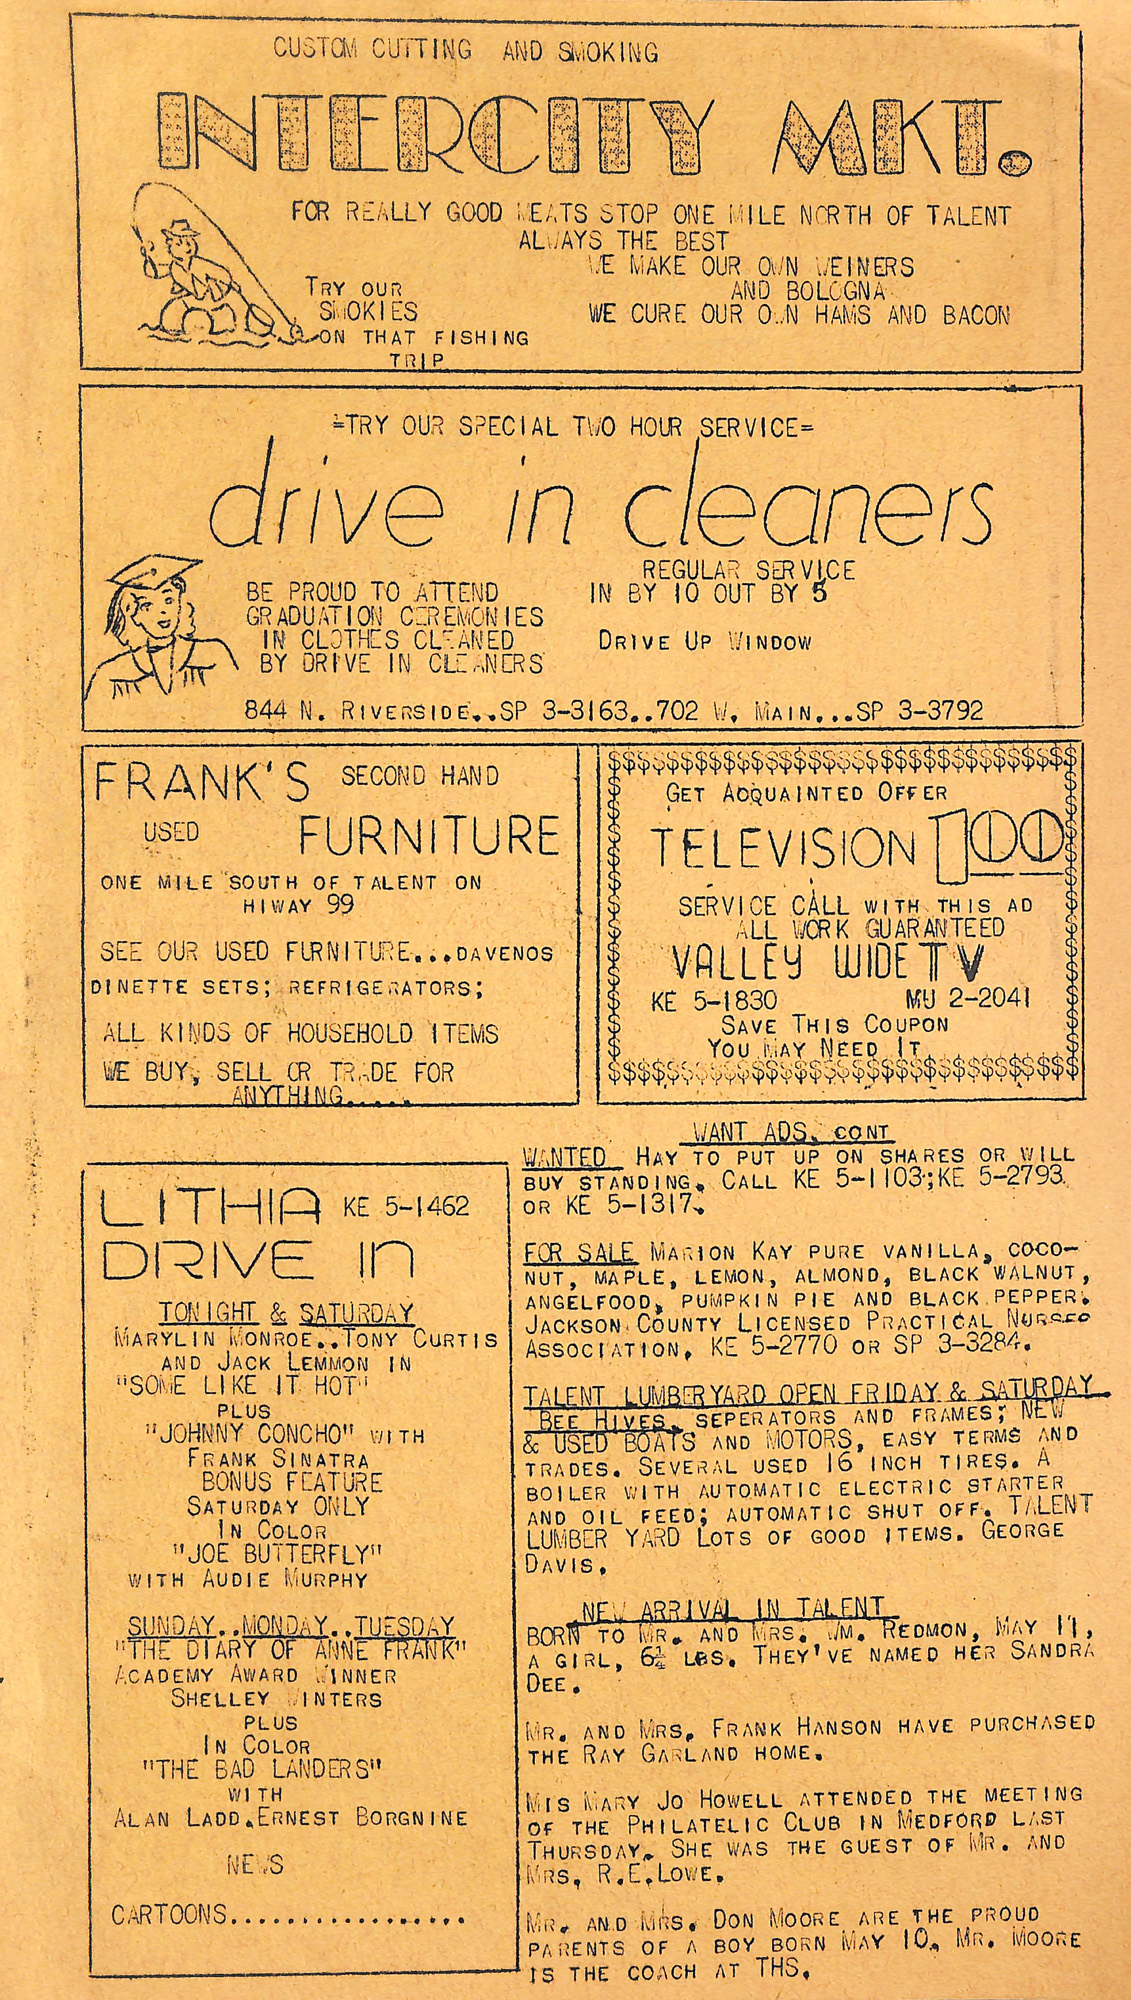 CUSTOM CUTTING AND SMOKING
INTERCITY MKT.
FOR REALLY GOOD MEATS STOP ONE MILE NORTH OF TALENT
ALWAYS THE BEST
WE MAKE OUR OWN WEINERS
AND BOLOGNA
WE CURE OUR OWN HAMS AND BACON
TRY OUR
SMOKIES
ON THAT FISHING
TRIP
=TRY OUR SPECIAL TWO HOUR SERVICE=
drive in cleaners
BE PROUD TO ATTEND
GRADUATION CEREMONIES
IN CLOTHES CLEANED
BY DRIVE IN CLEANERS
REGULAR SERVICE
IN BY 10 OUT BY 5
DRIVE UP WINDOW
844 N. RIVERSIDE..SP 3-3163..702 W. MAIN...SP 3-3792
FRANK'S SECOND HAND
USED FURNITURE
ONE MILE SOUTH OF TALENT ON
HIWAY 99
SEE OUR USED FURNITURE...DAVENOS
DINETTE SETS; REFRIGERATORS;
ALL KINDS OF HOUSEHOLD ITEMS
WE BUY, SELL OR TRADE FOR
ANYTHING.....
$$$$$$$$$$$$$$$$$$$$$$$$$$$$$$$$$
GET ACQUAINTED OFFER
TELEVISION 100
SERVICE CALL WITH THIS AD
ALL WORK GUARANTEED
VALLEY WIDE TV
KE 5-1830 MU 2-2041
SAVE THIS COUPON
YOU MAY NEED IT
$$$$$$$$$$$$$$$$$$$$$$$$$$$$$$$$$
LITHIA KE 5-1462
DRIVE IN
TONIGHT & SATURDAY
MARYLIN MONROE..TONY CURTIS
AND JACK LEMMON IN
"SOME LIKE IT HOT"
PLUS
"JOHNNY CONCHO" WITH
FRANK SINATRA
BONUS FEATURE
SATURDAY ONLY
IN COLOR
"JOE BUTTERFLY"
WITH AUDIE MURPHY
SUNDAY..MONDAY..TUESDAY
"THE DIARY OF ANNE FRANK"
ACADEMY AWARD WINNER
SHELLEY WINTERS
PLUS
IN COLOR
"THE BAD LANDERS"
WITH
ALAN LADD.ERNEST BORGNINE
NEWS
CARTOONS.................
WANT ADS. CONT
WANTED HAY TO PUT UP ON SHARES OR WILL
BUY STANDING. CALL KE 5-1103;KE 5-2793
OR KE 5-1317.
FOR SALE MARION KAY PURE VANILLA, COCO-
NUT, MAPLE, LEMON, ALMOND, BLACK WALNUT,
ANGELFOOD, PUMPKIN PIE AND BLACK PEPPER.
JACKSON COUNTY LICENSED PRACTICAL NURSES
ASSOCIATION. KE 5-2770 OR SP 3-3284.
TALENT LUMBERYARD OPEN FRIDAY & SATURDAY
BEE HIVES, SEPERATORS AND FRAMES; NEW
& USED BOATS AND MOTORS, EASY TERMS AND
TRADES. SEVERAL USED 16 INCH TIRES. A
BOILER WITH AUTOMATIC ELECTRIC STARTER
AND OIL FEED; AUTOMATIC SHUT OFF. TALENT
LUMBER YARD LOTS OF GOOD ITEMS. GEORGE
DAVIS.
NEW ARRIVAL IN TALENT
BORN TO MR. AND MRS. WM. REDMON, MAY 11,
A GIRL, 6¼ LBS. THEY'VE NAMED HER SANDRA
DEE.
MR. AND MRS. FRANK HANSON HAVE PURCHASED
THE RAY GARLAND HOME.
MIS MARY JO HOWELL ATTENDED THE MEETING
OF THE PHILATELIC CLUB IN MEDFORD LAST
THURSDAY. SHE WAS THE GUEST OF MR. AND
MRS. R.E.LOWE.
MR. AND MRS. DON MOORE ARE THE PROUD
PARENTS OF A BOY BORN MAY 10. MR. MOORE
IS THE COACH AT THS.